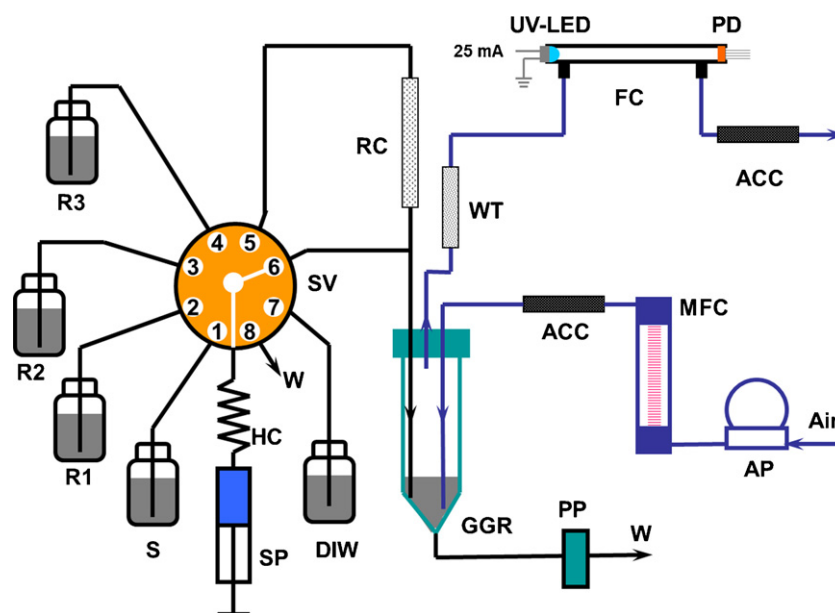 UV-LED
PD
25 mA
FC
R3
RC
ACC
WT
4
5
3
6
SV
2
7
1
8
MFC
ACC
R2
W
Air
R1
HC
AP
S
SP
DIW
GGR
PP
W